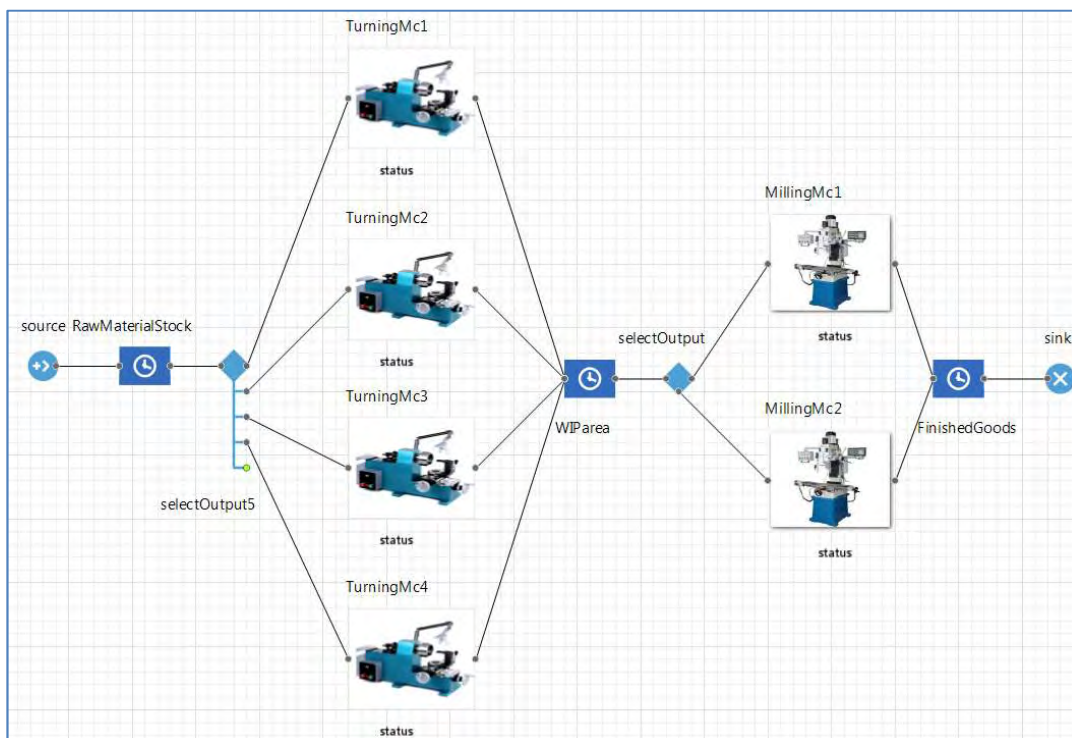 TurningMc1
status
TurningMc2
MillingMc1
source RawMaterialStock
status
selectOutput
status
sink
TurningMc3
MillingMc2
WIParea
FinishedGoods
selectOutput5
status
status
TurningMc4
status